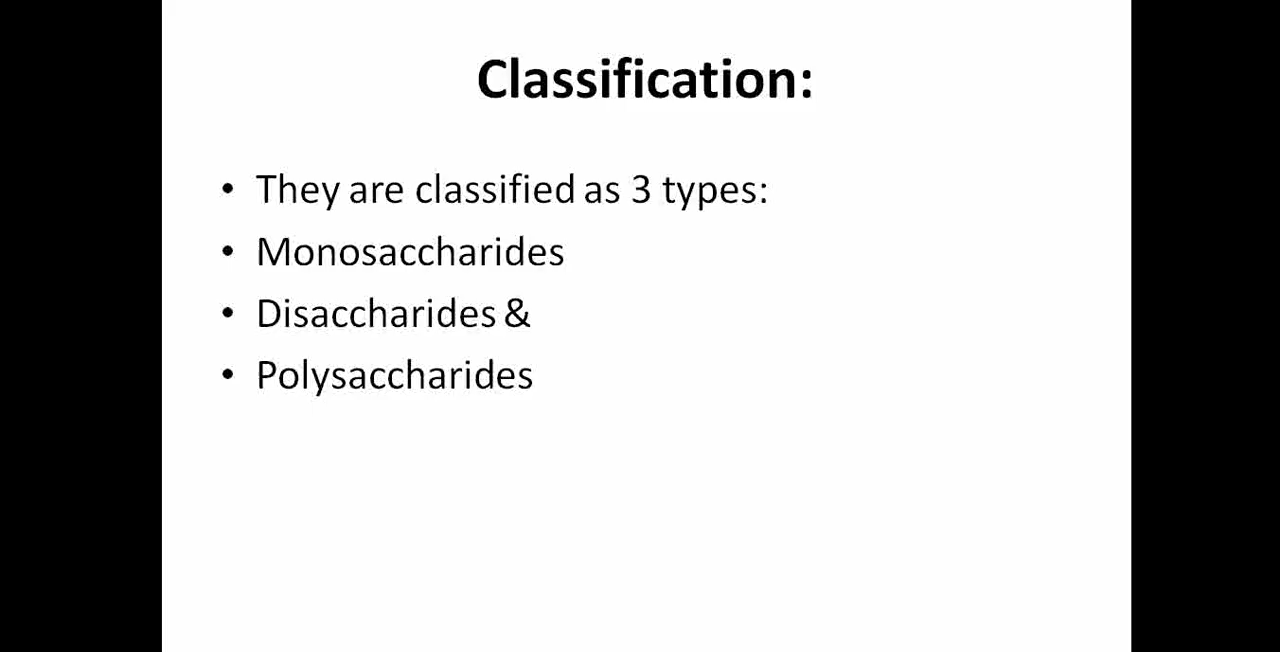 Classification:
• They are classified as 3 types:
• Monosaccharides
• Disaccharides &
• Polysaccharides